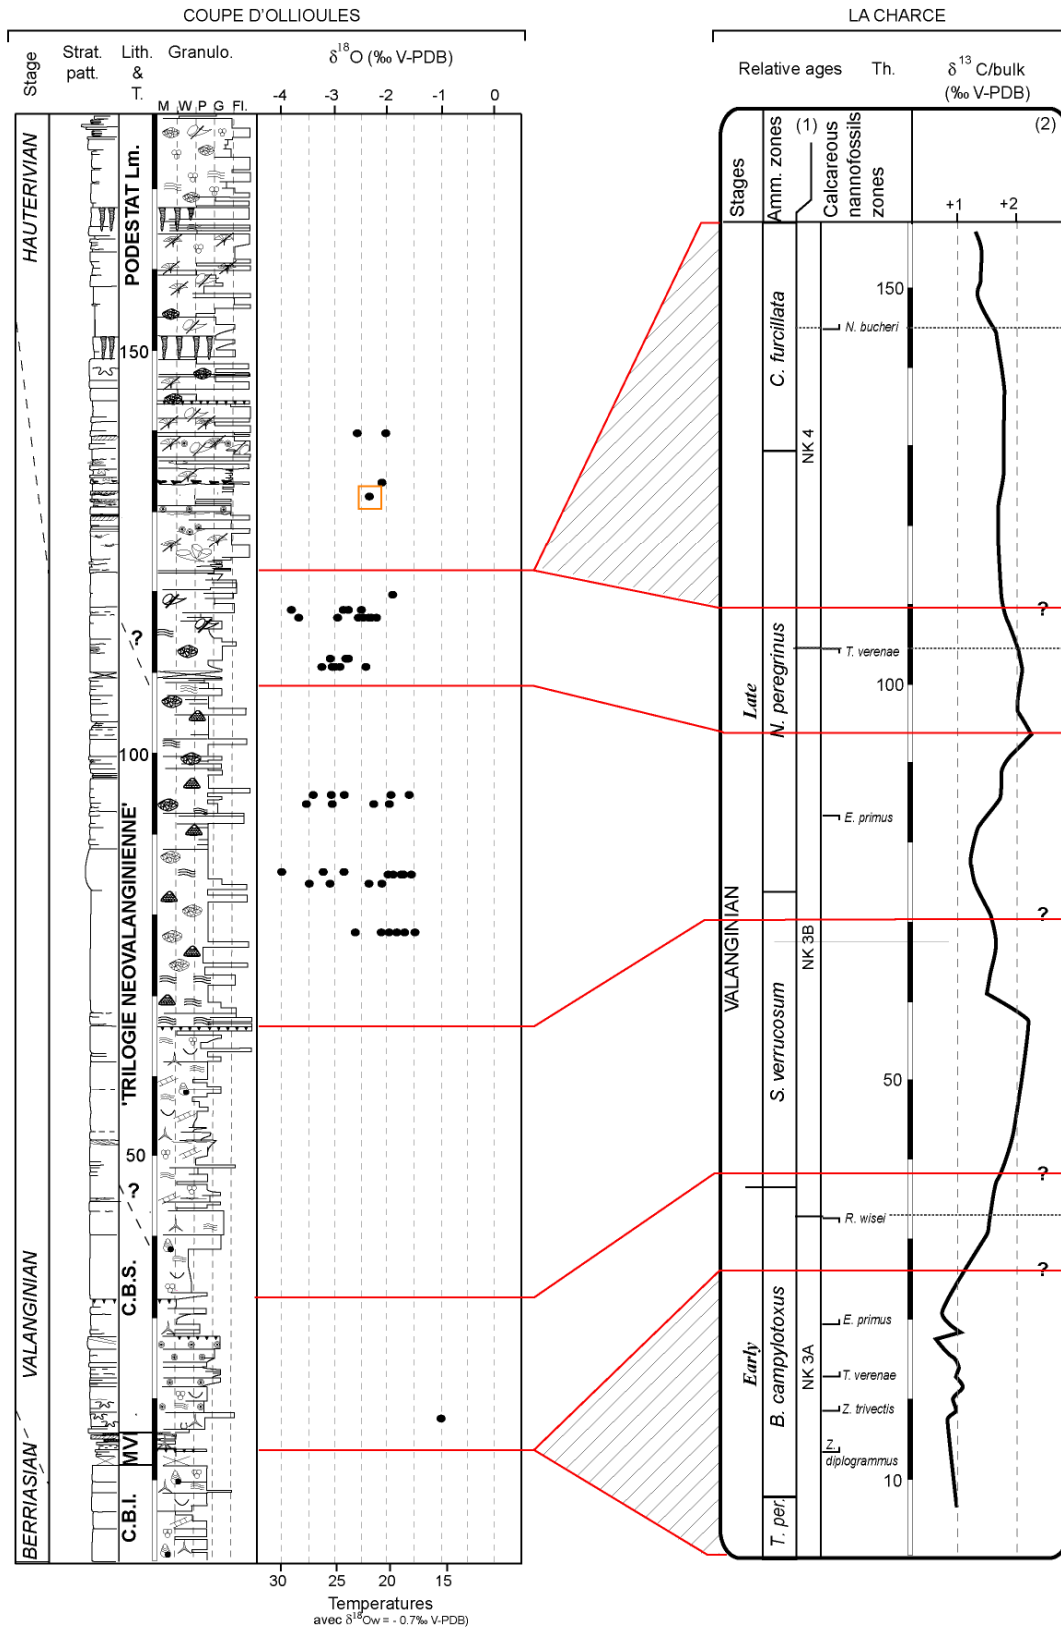 COUPE D'OLLIOULES
LA CHARCE
Stage
Strat. patt.
Lith. & T.
Granulo.
M W P G Fl.
δ18O (‰ V-PDB)
-4 -3 -2 -1 0
Relative ages
Th.
δ13 C/bulk
(‰ V-PDB)
Stages
Amm. zones
(1)
Calcareous
nannofossils
zones
(2)
+1 +2
HAUTERIVIAN
VALANGINIAN
BERRIASIAN
PODESTAT Lm.
'TRILOGIE NEOVALANGINIENNE'
C.B.S.
MVI
C.B.I.
150
?
100
50
?
30 25 20 15
Temperatures
avec δ18Ow = - 0.7‰ V-PDB)
VALANGINIAN
Late
Early
C. furcillata
N. peregrinus
S. verrucosum
B. campylotoxus
T. per.
NK 4
NK 3B
NK 3A
N. bucheri
T. verenae
E. primus
R. wisei
E. primus
T. verenae
Z. trivectis
Z.
diplogrammus
150
100
50
10
?
?
?
?